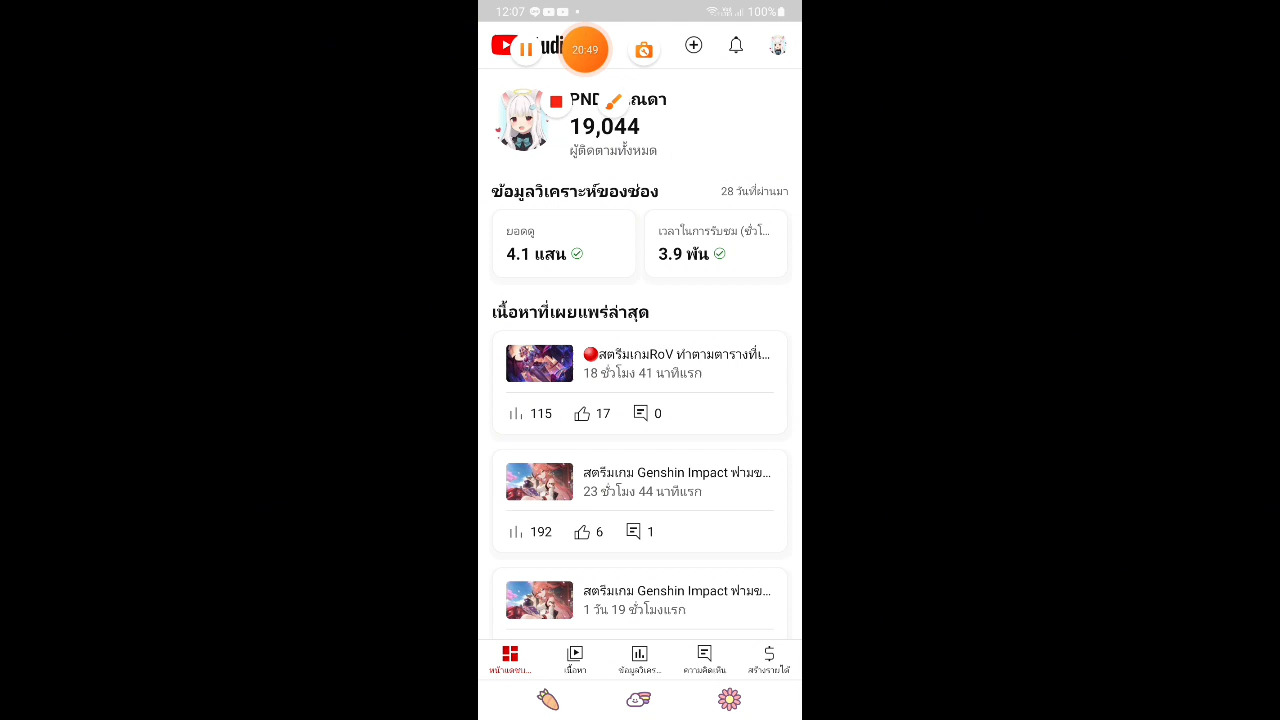 12:07
100%
20:49
19,044
ผู้ติดตามทั้งหมด
ข้อมูลวิเคราะห์ของช่อง
28 วันที่ผ่านมา
ยอดดู
4.1 แสน
เวลาในการรับชม (ชั่วโ...
3.9 พัน
เนื้อหาที่เผยแพร่ล่าสุด
🔴สตรีมเกมRoV ทำตามตารางที่เ...
18 ชั่วโมง 41 นาทีแรก
115 17 0
สตรีมเกม Genshin Impact ฟามข...
23 ชั่วโมง 44 นาทีแรก
192 6 1
สตรีมเกม Genshin Impact ฟามข...
1 วัน 19 ชั่วโมงแรก
หน้าแดชบ... เนื้อหา ข้อมูลวิเคร... ความคิดเห็น สร้างรายได้